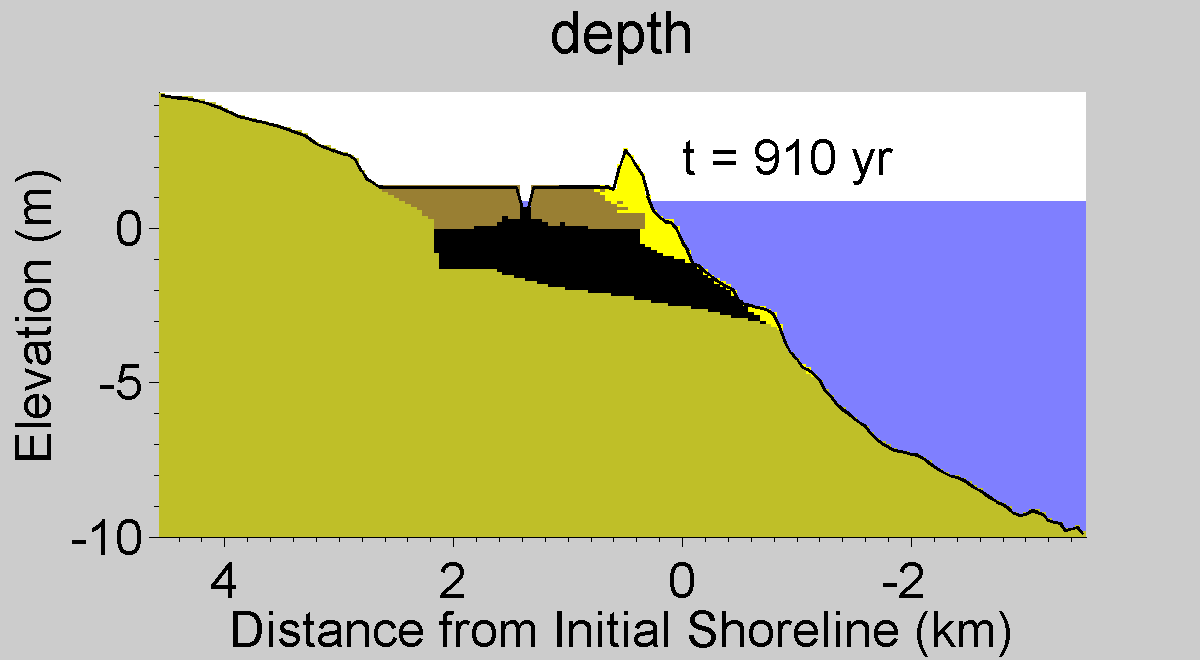 depth
t = 910 yr
Elevation (m)
0
-5
-10
4 2 0 -2
Distance from Initial Shoreline (km)